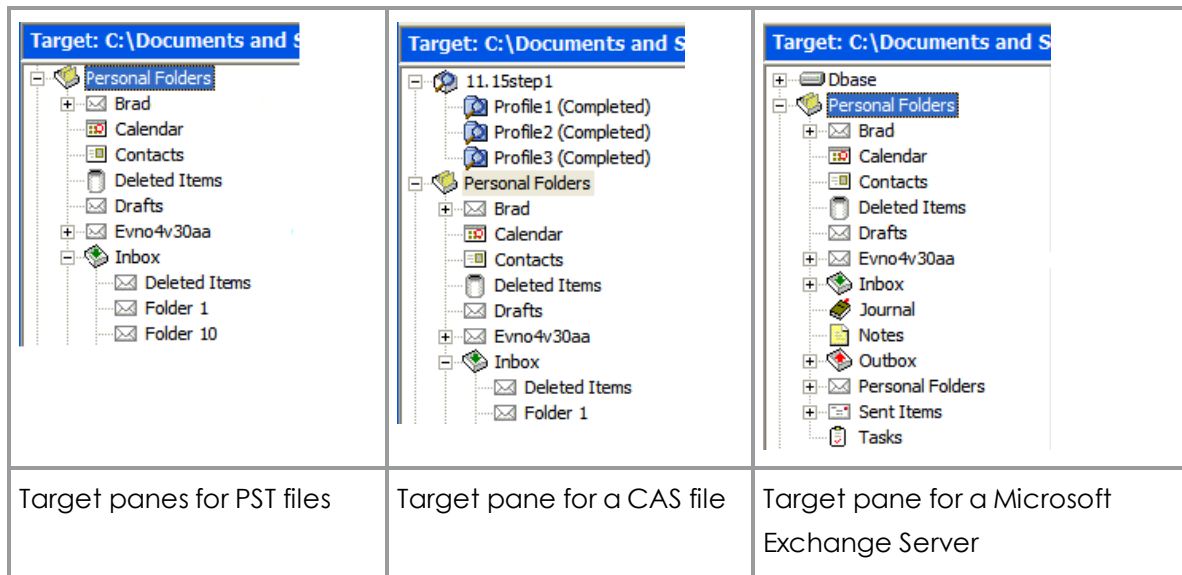 Target: C:\Documents and S
Personal Folders
Brad
Calendar
Contacts
Deleted Items
Drafts
Evno4v30aa
Inbox
Deleted Items
Folder 1
Folder 10
Target: C:\Documents and S
11.15step1
Profile1 (Completed)
Profile2 (Completed)
Profile3 (Completed)
Personal Folders
Brad
Calendar
Contacts
Deleted Items
Drafts
Evno4v30aa
Inbox
Deleted Items
Folder 1
Target: C:\Documents and S
Dbase
Personal Folders
Brad
Calendar
Contacts
Deleted Items
Drafts
Evno4v30aa
Inbox
Journal
Notes
Outbox
Personal Folders
Sent Items
Tasks
Target panes for PST files
Target pane for a CAS file
Target pane for a Microsoft
Exchange Server